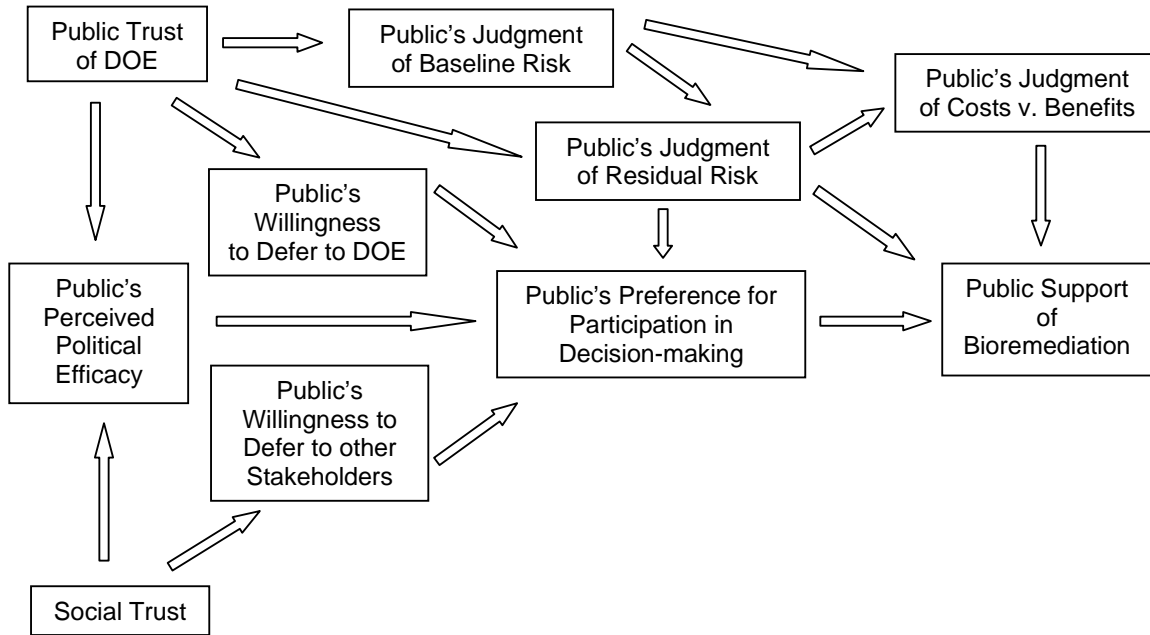 Public Trust
of DOE
Public’s Judgment
of Baseline Risk
Public’s Judgment
of Costs v. Benefits
Public’s Judgment
of Residual Risk
Public’s
Willingness
to Defer to DOE
Public’s
Perceived
Political
Efficacy
Public’s Preference for
Participation in
Decision-making
Public Support
of
Bioremediation
Public’s
Willingness to
Defer to other
Stakeholders
Social Trust